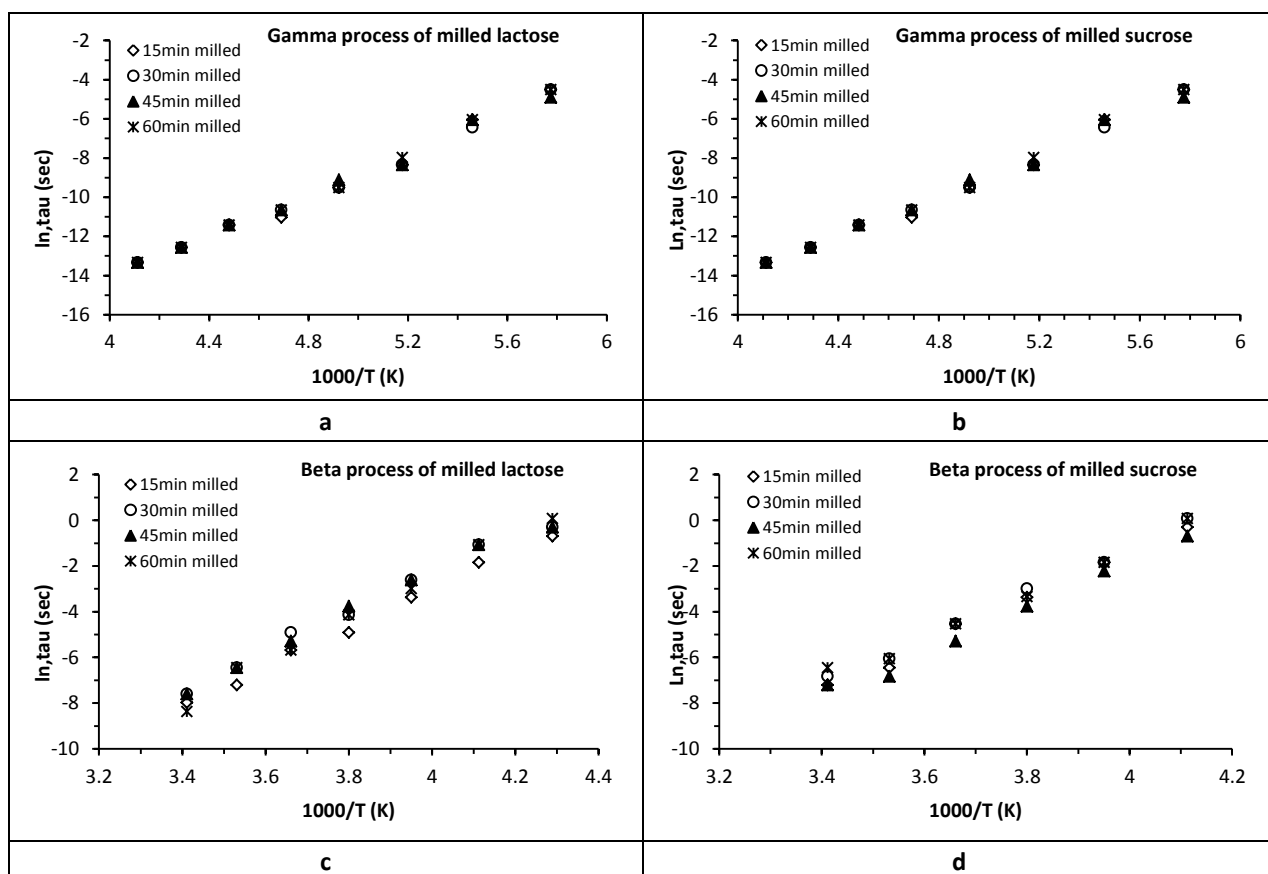 Gamma process of milled lactose
15min milled
30min milled
45min milled
60min milled
-2
-4
-6
-8
-10
-12
-14
-16
ln,tau (sec)
4 4.4 4.8 5.2 5.6 6
1000/T (K)
Gamma process of milled sucrose
15min milled
30min milled
45min milled
60min milled
-2
-4
-6
-8
-10
-12
-14
-16
Ln,tau (sec)
4 4.4 4.8 5.2 5.6 6
1000/T (K)
a b
Beta process of milled lactose
15min milled
30min milled
45min milled
60min milled
2
0
-2
-4
-6
-8
-10
ln,tau (sec)
3.2 3.4 3.6 3.8 4 4.2 4.4
1000/T (K)
Beta process of milled sucrose
15min milled
30min milled
45min milled
60min milled
2
0
-2
-4
-6
-8
-10
Ln,tau (sec)
3.2 3.4 3.6 3.8 4 4.2
1000/T (K)
c d